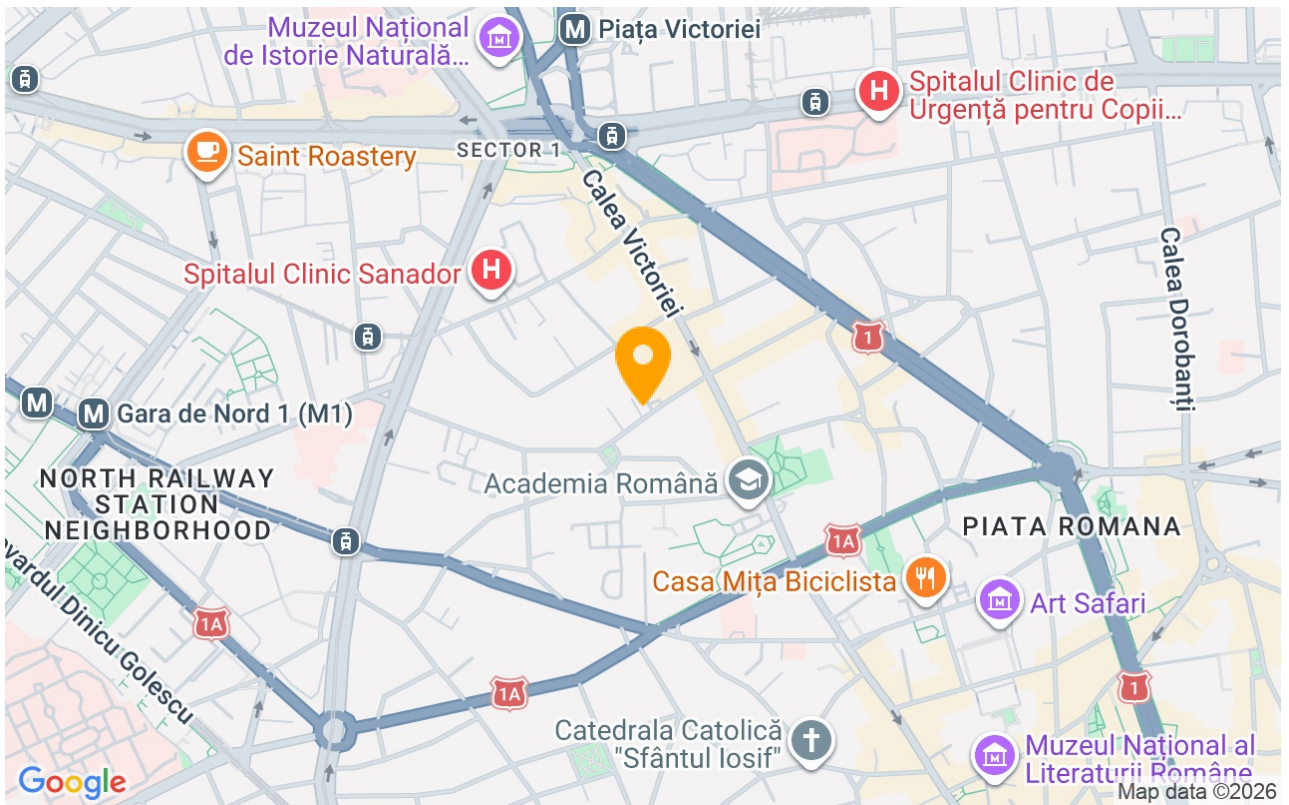 Muzeul Național
de Istorie Naturală...
M Piața Victoriei
H
Spitalul Clinic de
Urgență pentru Copii...
Saint Roastery
SECTOR 1
Calea Victoriei
Spitalul Clinic Sanador
H
Calea Dorobanți
1
M
M Gara de Nord 1 (M1)
NORTH RAILWAY
STATION
NEIGHBORHOOD
Academia Română
PIATA ROMANA
1A
Casa Mița Biciclista
Art Safari
1A
ovardul Dinicu Golescu
1A
1
Catedrala Catolică
"Sfântul Iosif"
Muzeul Național al
Literaturii Române
Google
Map data ©2026